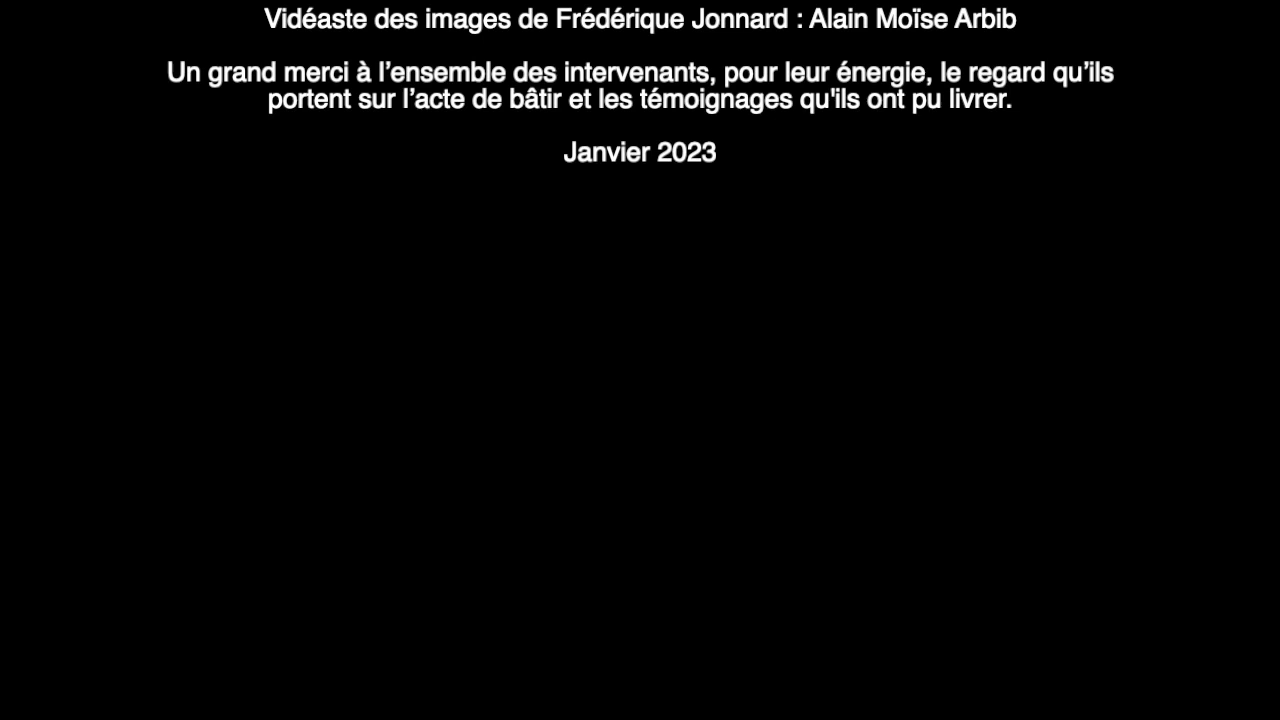 Vidéaste des images de Frédérique Jonnard : Alain Moïse Arbib
Un grand merci à l’ensemble des intervenants, pour leur énergie, le regard qu’ils
portent sur l’acte de bâtir et les témoignages qu'ils ont pu livrer.
Janvier 2023